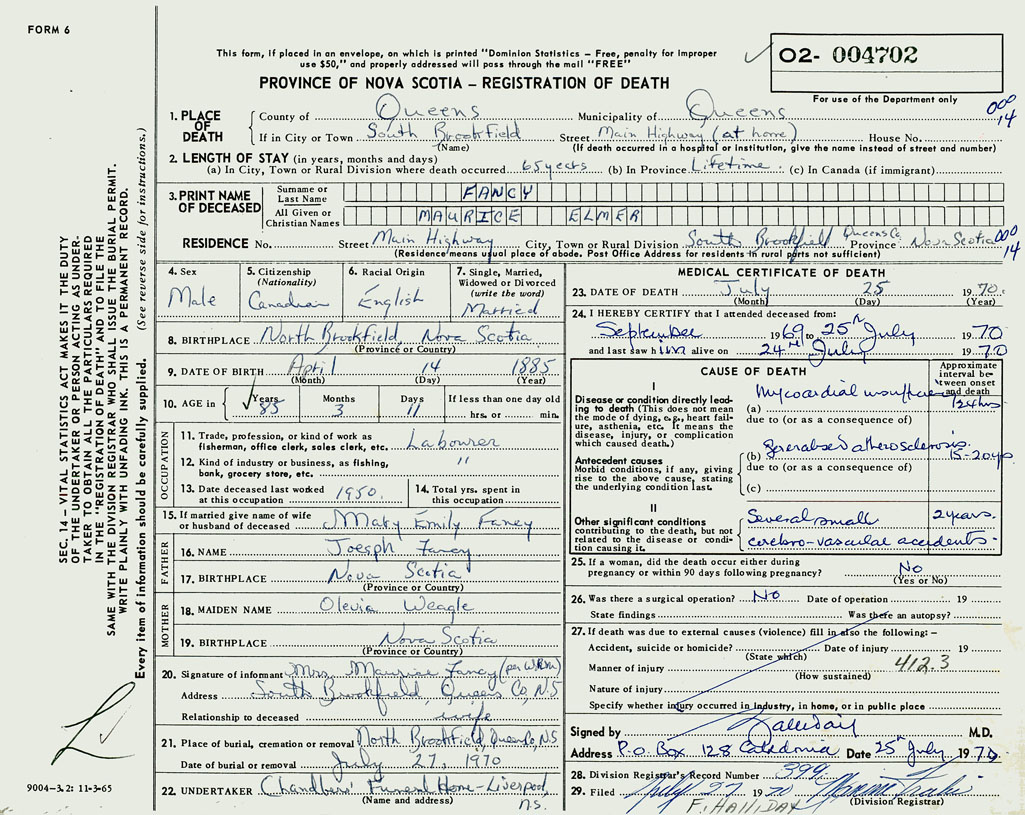 FORM 6
This form, if placed in an envelope, on which is printed "Dominion Statistics — Free, penalty for improper
use $50," and properly addressed will pass through the mail "FREE"
PROVINCE OF NOVA SCOTIA – REGISTRATION OF DEATH
O2- 004702
For use of the Department only
000
14
1. PLACE OF DEATH
County of Queens Municipality of Queens
If in City or Town South Brookfield Street Main Highway (at home) House No.
(Name) (If death occurred in a hospital or institution, give the name instead of street and number)
2. LENGTH OF STAY (in years, months and days)
(a) In City, Town or Rural Division where death occurred 65 years (b) In Province Lifetime (c) In Canada (if immigrant)
3. PRINT NAME OF DECEASED
Surname or Last Name FANCY
All Given or Christian Names MAURICE ELMER
RESIDENCE No. Street Main Highway City, Town or Rural Division South Brookfield Queens Co. Province Nova Scotia 000
14
(Residence means usual place of abode. Post Office Address for residents in rural parts not sufficient)
4. Sex
Male
5. Citizenship
(Nationality)
Canadian
6. Racial Origin
English
7. Single, Married, Widowed or Divorced
(write the word)
Married
8. BIRTHPLACE North Brookfield, Nova Scotia
(Province or Country)
9. DATE OF BIRTH April 14 1885
(Month) (Day) (Year)
10. AGE in Years Months Days If less than one day old
85 3 11 hrs. or min.
OCCUPATION
11. Trade, profession, or kind of work as
fisherman, office clerk, sales clerk, etc. Labourer
12. Kind of industry or business, as fishing,
bank, grocery store, etc. "
13. Date deceased last worked
at this occupation 1950.
14. Total yrs. spent in
this occupation
15. If married give name of wife
or husband of deceased Mary Emily Fancy
FATHER
16. NAME Joesph Fancy
17. BIRTHPLACE Nova Scotia
(Province or Country)
MOTHER
18. MAIDEN NAME Olevia Weagle
19. BIRTHPLACE Nova Scotia
(Province or Country)
20. Signature of informant Mrs. Maurice Fancy
Address South Brookfield, Queens Co, N.S
Relationship to deceased wife
21. Place of burial, cremation or removal North Brookfield, Queens Co, N.S
Date of burial or removal July 27, 1970
22. UNDERTAKER Chandlers' Funeral Home - Liverpool, N.S.
(Name and address)
MEDICAL CERTIFICATE OF DEATH
23. DATE OF DEATH July 25 1970.
(Month) (Day) (Year)
24. I HEREBY CERTIFY that I attended deceased from:
September 1969 to 25th July 1970
and last saw him alive on 24th July 1970
CAUSE OF DEATH
Approximate interval between onset and death
I
Disease or condition directly leading to death (This does not mean the mode of dying, e.g., heart failure, asthenia, etc. It means the disease, injury, or complication which caused death.)
(a) Myocardial
due to (or as a consequence of)
Antecedent causes
Morbid conditions, if any, giving rise to the above cause, stating the underlying condition last.
(b) atherosclerosis. 15-20
due to (or as a consequence of)
(c)
II
Other significant conditions
contributing to the death, but not related to the disease or condition causing it.
Several small 2 years.
cerebro-vascular accidents.
25. If a woman, did the death occur either during
pregnancy or within 90 days following pregnancy? No
(Yes or No)
26. Was there a surgical operation? No Date of operation 19
State findings Was there an autopsy?
27. If death was due to external causes (violence) fill in also the following:—
Accident, suicide or homicide? Date of injury 19
(State which) 412.3
Manner of injury
(How sustained)
Nature of injury
Specify whether injury occurred in industry, in home, or in public place
Signed by Halliday M.D.
Address P.O. Box 128 Caledonia Date 25th July 1970
28. Division Registrar's Record Number 399
29. Filed July 27 1970
(Division Registrar)
F. HALLIDAY
SEC. 14 – VITAL STATISTICS ACT MAKES IT THE DUTY
OF THE UNDERTAKER OR PERSON ACTING AS UNDER-
TAKER TO OBTAIN ALL THE PARTICULARS REQUIRED
IN THE "REGISTRATION OF DEATH" AND TO FILE THE
SAME WITH THE DIVISION REGISTRAR WHO SHALL ISSUE THE BURIAL PERMIT.
WRITE PLAINLY WITH UNFADING INK. THIS IS A PERMANENT RECORD.
Every item of information should be carefully supplied. (See reverse side for instructions.)
9004–3.2: 11-3-65